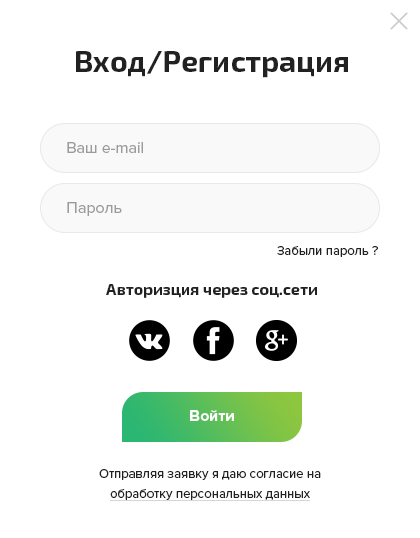 Вход/Регистрация
Ваш e-mail
Пароль
Забыли пароль ?
Авторизция через соц.сети
Войти
Отправляя заявку я даю согласие на
обработку персональных данных